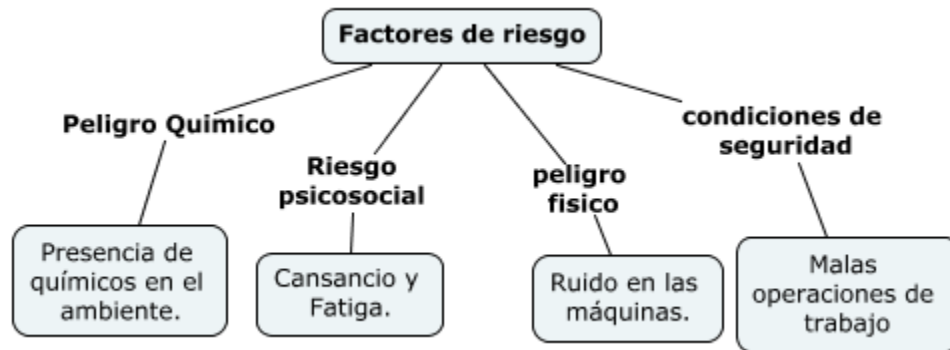 Factores de riesgo
Peligro Quimico
Riesgo
psicosocial
peligro
fisico
condiciones de
seguridad
Presencia de
químicos en el
ambiente.
Cansancio y
Fatiga.
Ruido en las
máquinas.
Malas
operaciones de
trabajo